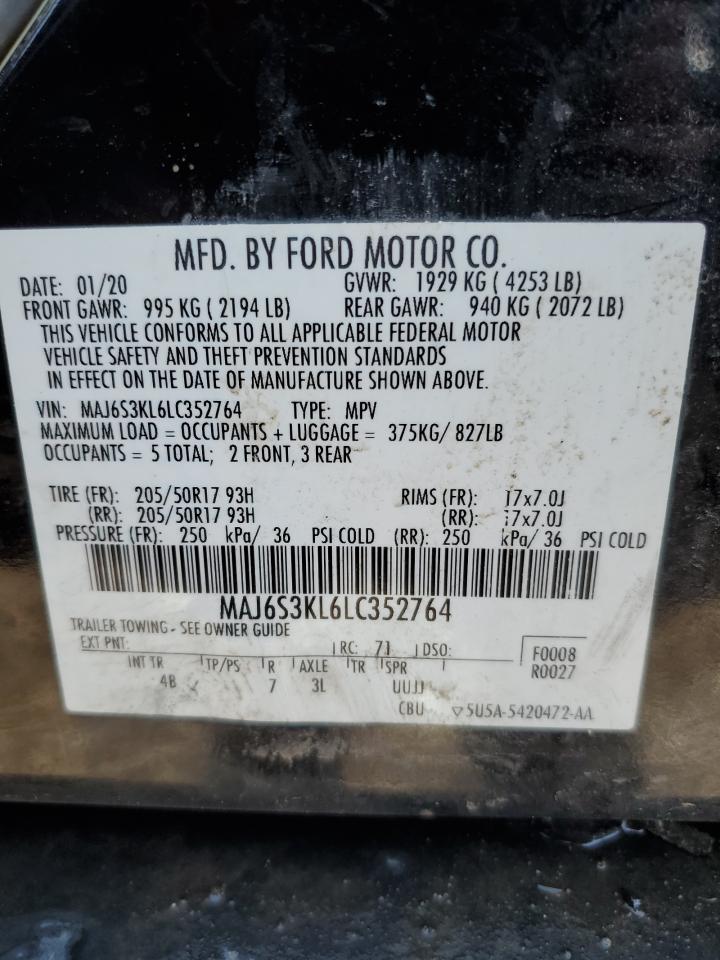 MFD. BY FORD MOTOR CO.
DATE: 01/20 GVWR: 1929 KG ( 4253 LB)
FRONT GAWR: 995 KG ( 2194 LB) REAR GAWR: 940 KG ( 2072 LB)
THIS VEHICLE CONFORMS TO ALL APPLICABLE FEDERAL MOTOR
VEHICLE SAFETY AND THEFT PREVENTION STANDARDS
IN EFFECT ON THE DATE OF MANUFACTURE SHOWN ABOVE.
VIN: MAJ6S3KL6LC352764 TYPE: MPV
MAXIMUM LOAD = OCCUPANTS + LUGGAGE = 375KG/ 827LB
OCCUPANTS = 5 TOTAL; 2 FRONT, 3 REAR
TIRE (FR): 205/50R17 93H RIMS (FR): 17x7.0J
(RR): 205/50R17 93H (RR): 17x7.0J
PRESSURE (FR): 250 kPa/ 36 PSI COLD (RR): 250 kPa/ 36 PSI COLD
MAJ6S3KL6LC352764
TRAILER TOWING - SEE OWNER GUIDE
EXT PNT: RC: 71 DSO: F0008
INT TR TP/PS R AXLE TR SPR R0027
4B 7 3L UUJJ
CBU ▽5U5A-5420472-AA